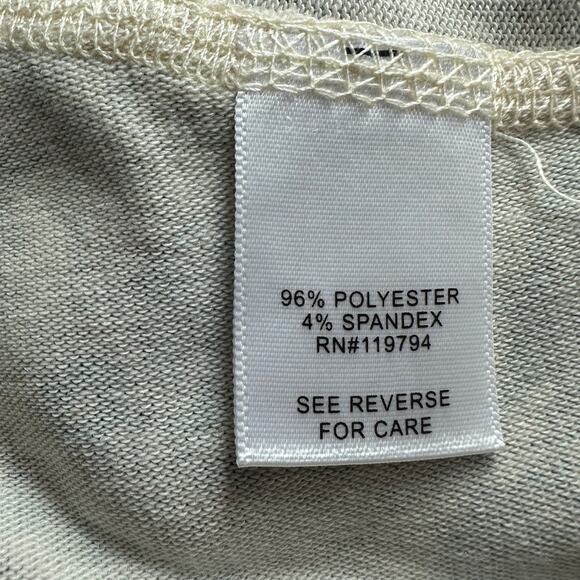 96% POLYESTER
4% SPANDEX
RN#119794
SEE REVERSE
FOR CARE